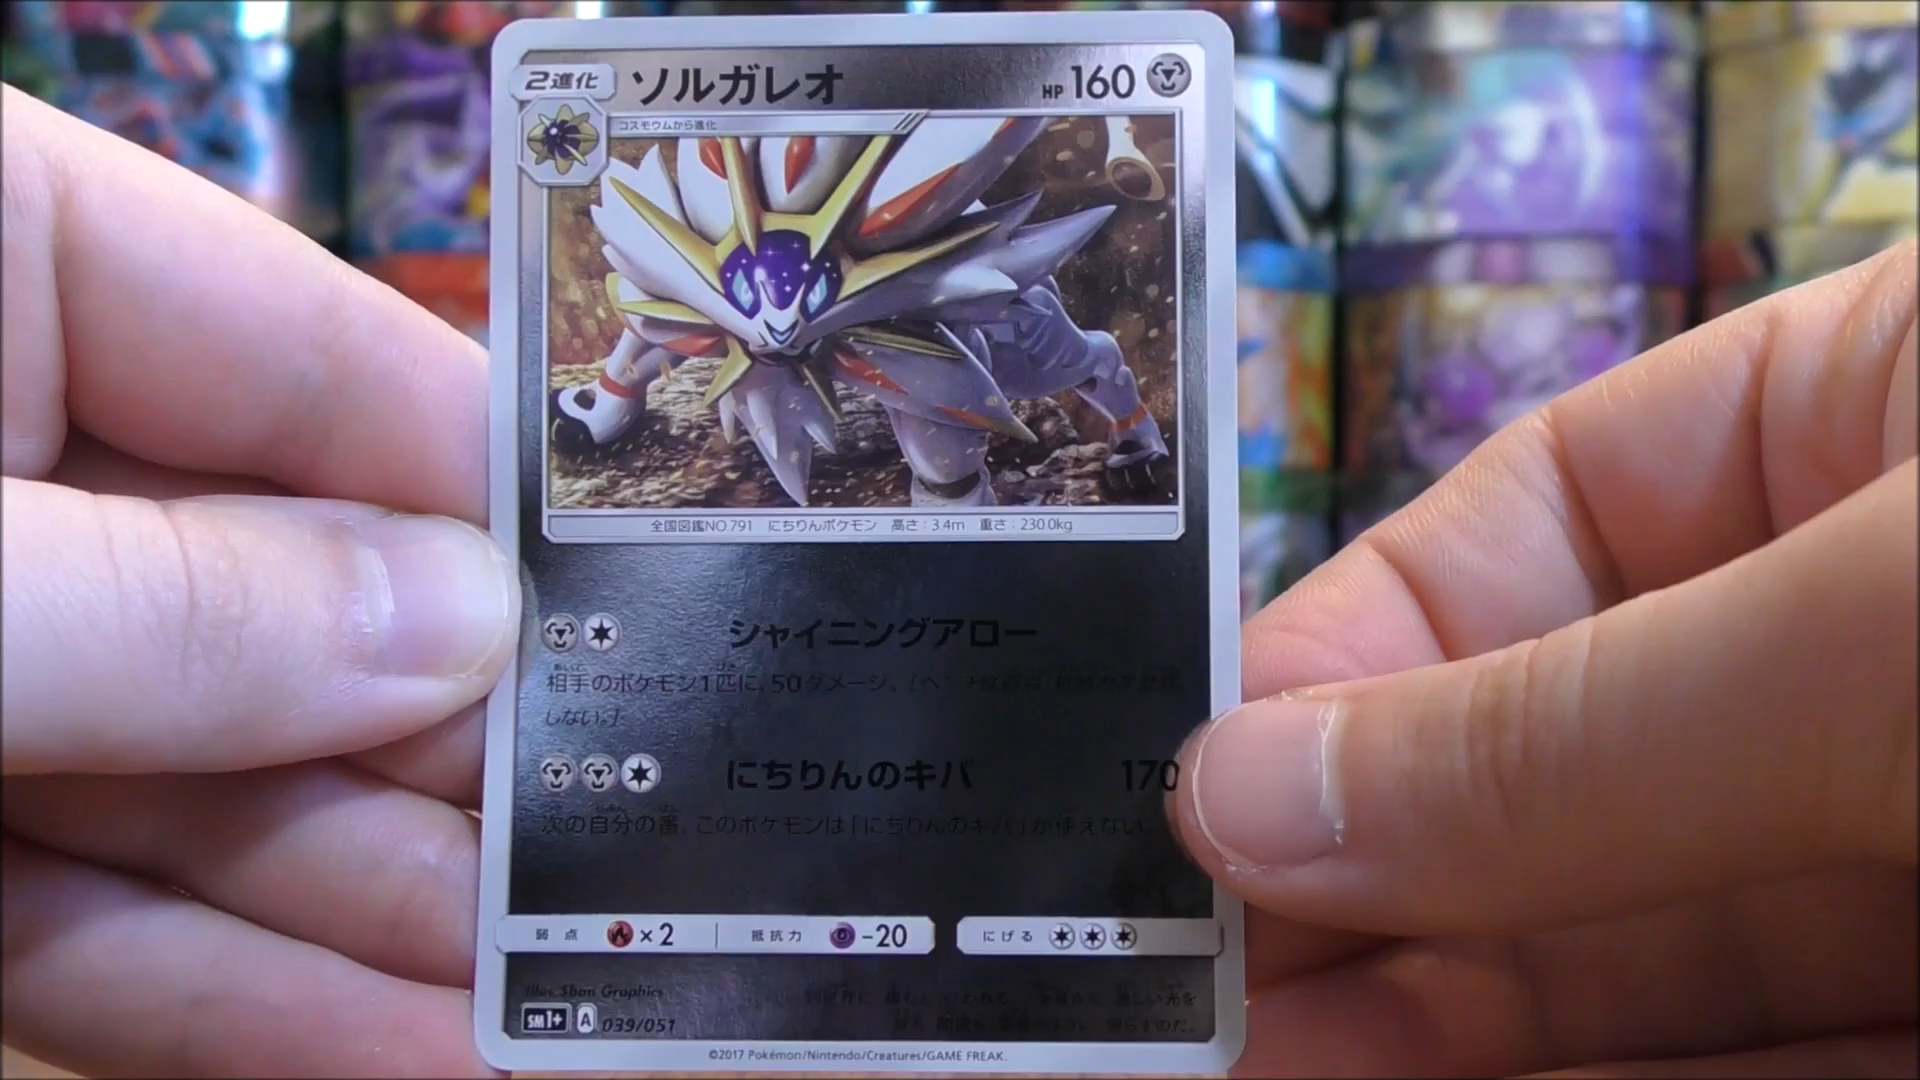 2進化 ソルガレオ HP 160
コスモウムから進化
全国図鑑NO.791 にちりんポケモン 高さ：3.4m 重さ：230.0kg
シャイニングアロー
相手のポケモン1匹に、50ダメージ。
しない。]
にちりんのキバ 170
次の自分の番、このポケモンは「にちりんのキバ」が使えない
弱点 ×2 抵抗力 -20 にげる
Illus. 5ban Graphics
SM1+ A 039/051
©2017 Pokémon/Nintendo/Creatures/GAME FREAK.